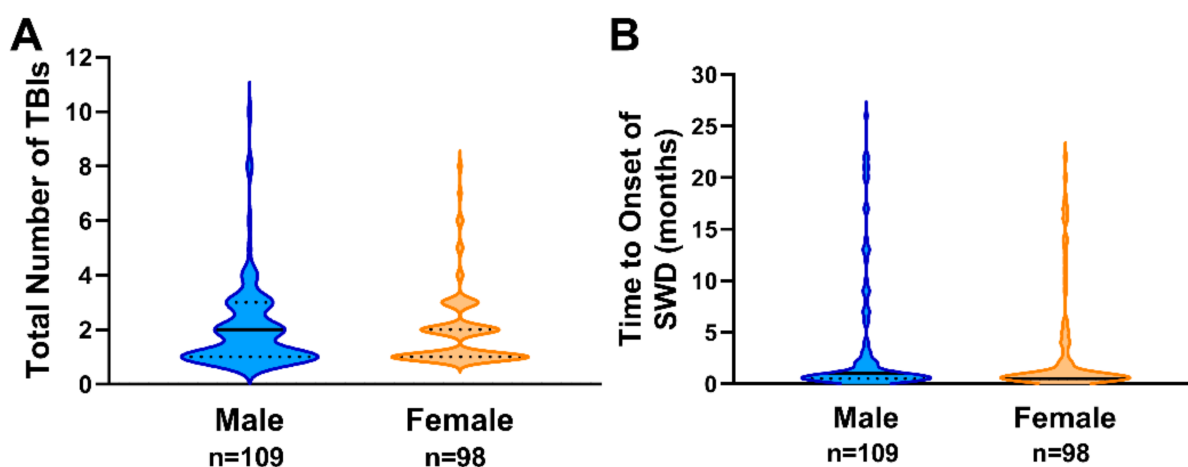 A
Total Number of TBIs
12
10
8
6
4
2
0
Male
Female
n=109
n=98
B
Time to Onset of
SWD (months)
30
25
20
15
10
5
0
Male
Female
n=109
n=98